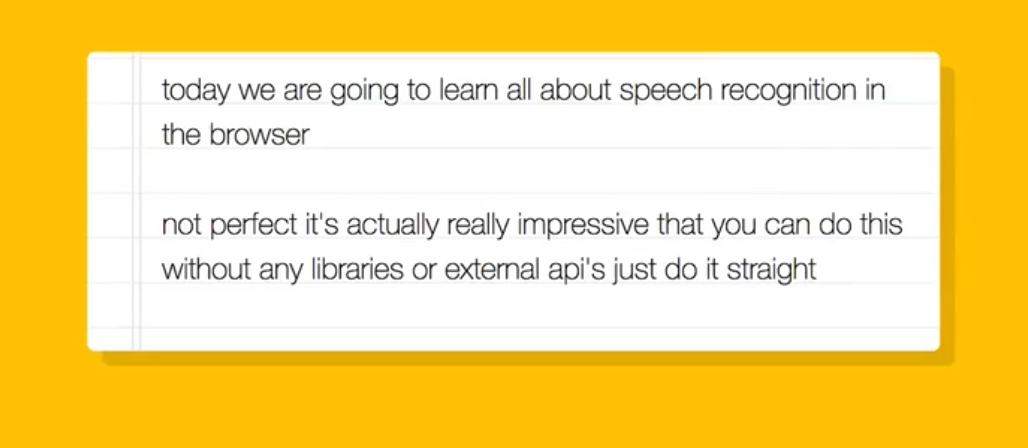 today we are going to learn all about speech recognition in
the browser
not perfect it's actually really impressive that you can do this
without any libraries or external api's just do it straight